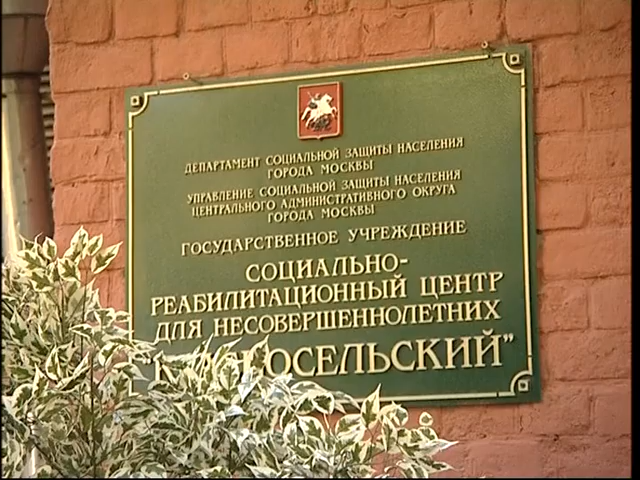 ДЕПАРТАМЕНТ СОЦИАЛЬНОЙ ЗАЩИТЫ НАСЕЛЕНИЯ
ГОРОДА МОСКВЫ
УПРАВЛЕНИЕ СОЦИАЛЬНОЙ ЗАЩИТЫ НАСЕЛЕНИЯ
ЦЕНТРАЛЬНОГО АДМИНИСТРАТИВНОГО ОКРУГА
ГОРОДА МОСКВЫ
ГОСУДАРСТВЕННОЕ УЧРЕЖДЕНИЕ
СОЦИАЛЬНО-
РЕАБИЛИТАЦИОННЫЙ ЦЕНТР
ДЛЯ НЕСОВЕРШЕННОЛЕТНИХ